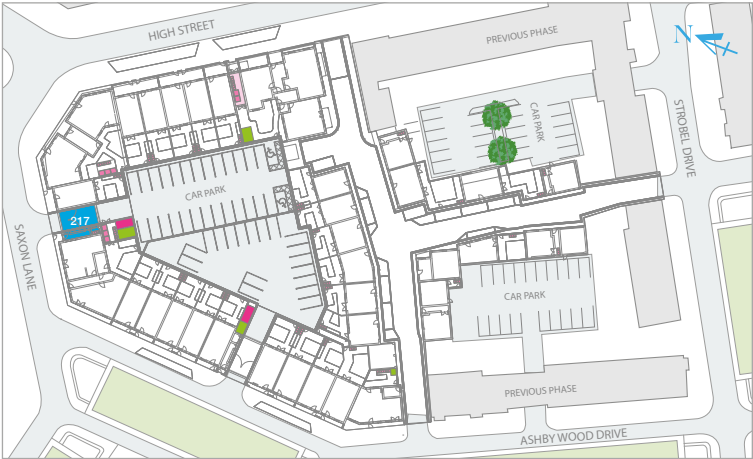 HIGH STREET
PREVIOUS PHASE
N
CAR PARK
STROBEL DRIVE
CAR PARK
217
SAXON LANE
CAR PARK
PREVIOUS PHASE
ASHBY WOOD DRIVE